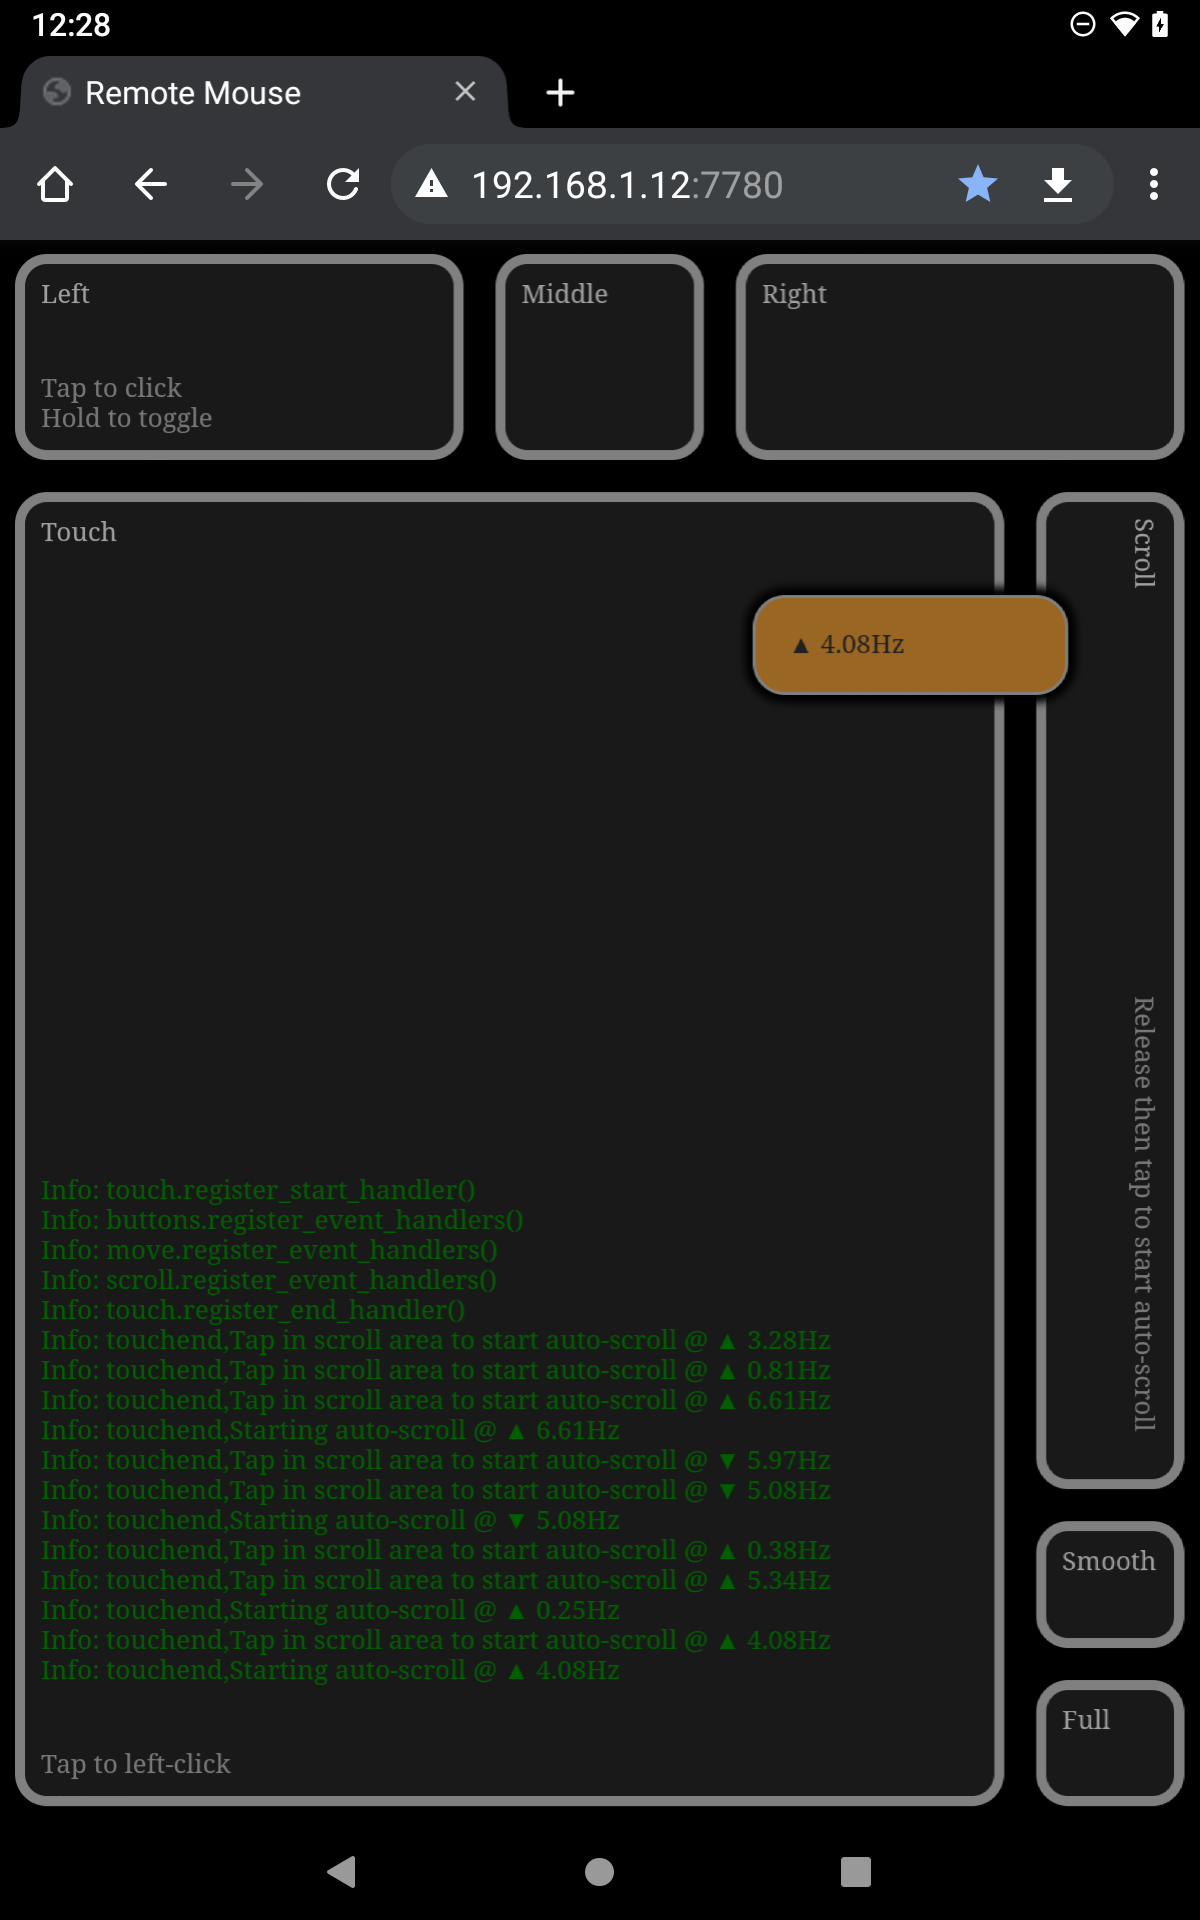 12:28
Remote Mouse
192.168.1.12:7780
Left
Middle
Right
Tap to click
Hold to toggle
Touch
Scroll
▲ 4.08Hz
Release then tap to start auto-scroll
Info: touch.register_start_handler()
Info: buttons.register_event_handlers()
Info: move.register_event_handlers()
Info: scroll.register_event_handlers()
Info: touch.register_end_handler()
Info: touchend,Tap in scroll area to start auto-scroll @ ▲ 3.28Hz
Info: touchend,Tap in scroll area to start auto-scroll @ ▲ 0.81Hz
Info: touchend,Tap in scroll area to start auto-scroll @ ▲ 6.61Hz
Info: touchend,Starting auto-scroll @ ▲ 6.61Hz
Info: touchend,Tap in scroll area to start auto-scroll @ ▼ 5.97Hz
Info: touchend,Tap in scroll area to start auto-scroll @ ▼ 5.08Hz
Info: touchend,Starting auto-scroll @ ▼ 5.08Hz
Info: touchend,Tap in scroll area to start auto-scroll @ ▲ 0.38Hz
Info: touchend,Tap in scroll area to start auto-scroll @ ▲ 5.34Hz
Info: touchend,Starting auto-scroll @ ▲ 0.25Hz
Info: touchend,Tap in scroll area to start auto-scroll @ ▲ 4.08Hz
Info: touchend,Starting auto-scroll @ ▲ 4.08Hz
Tap to left-click
Smooth
Full